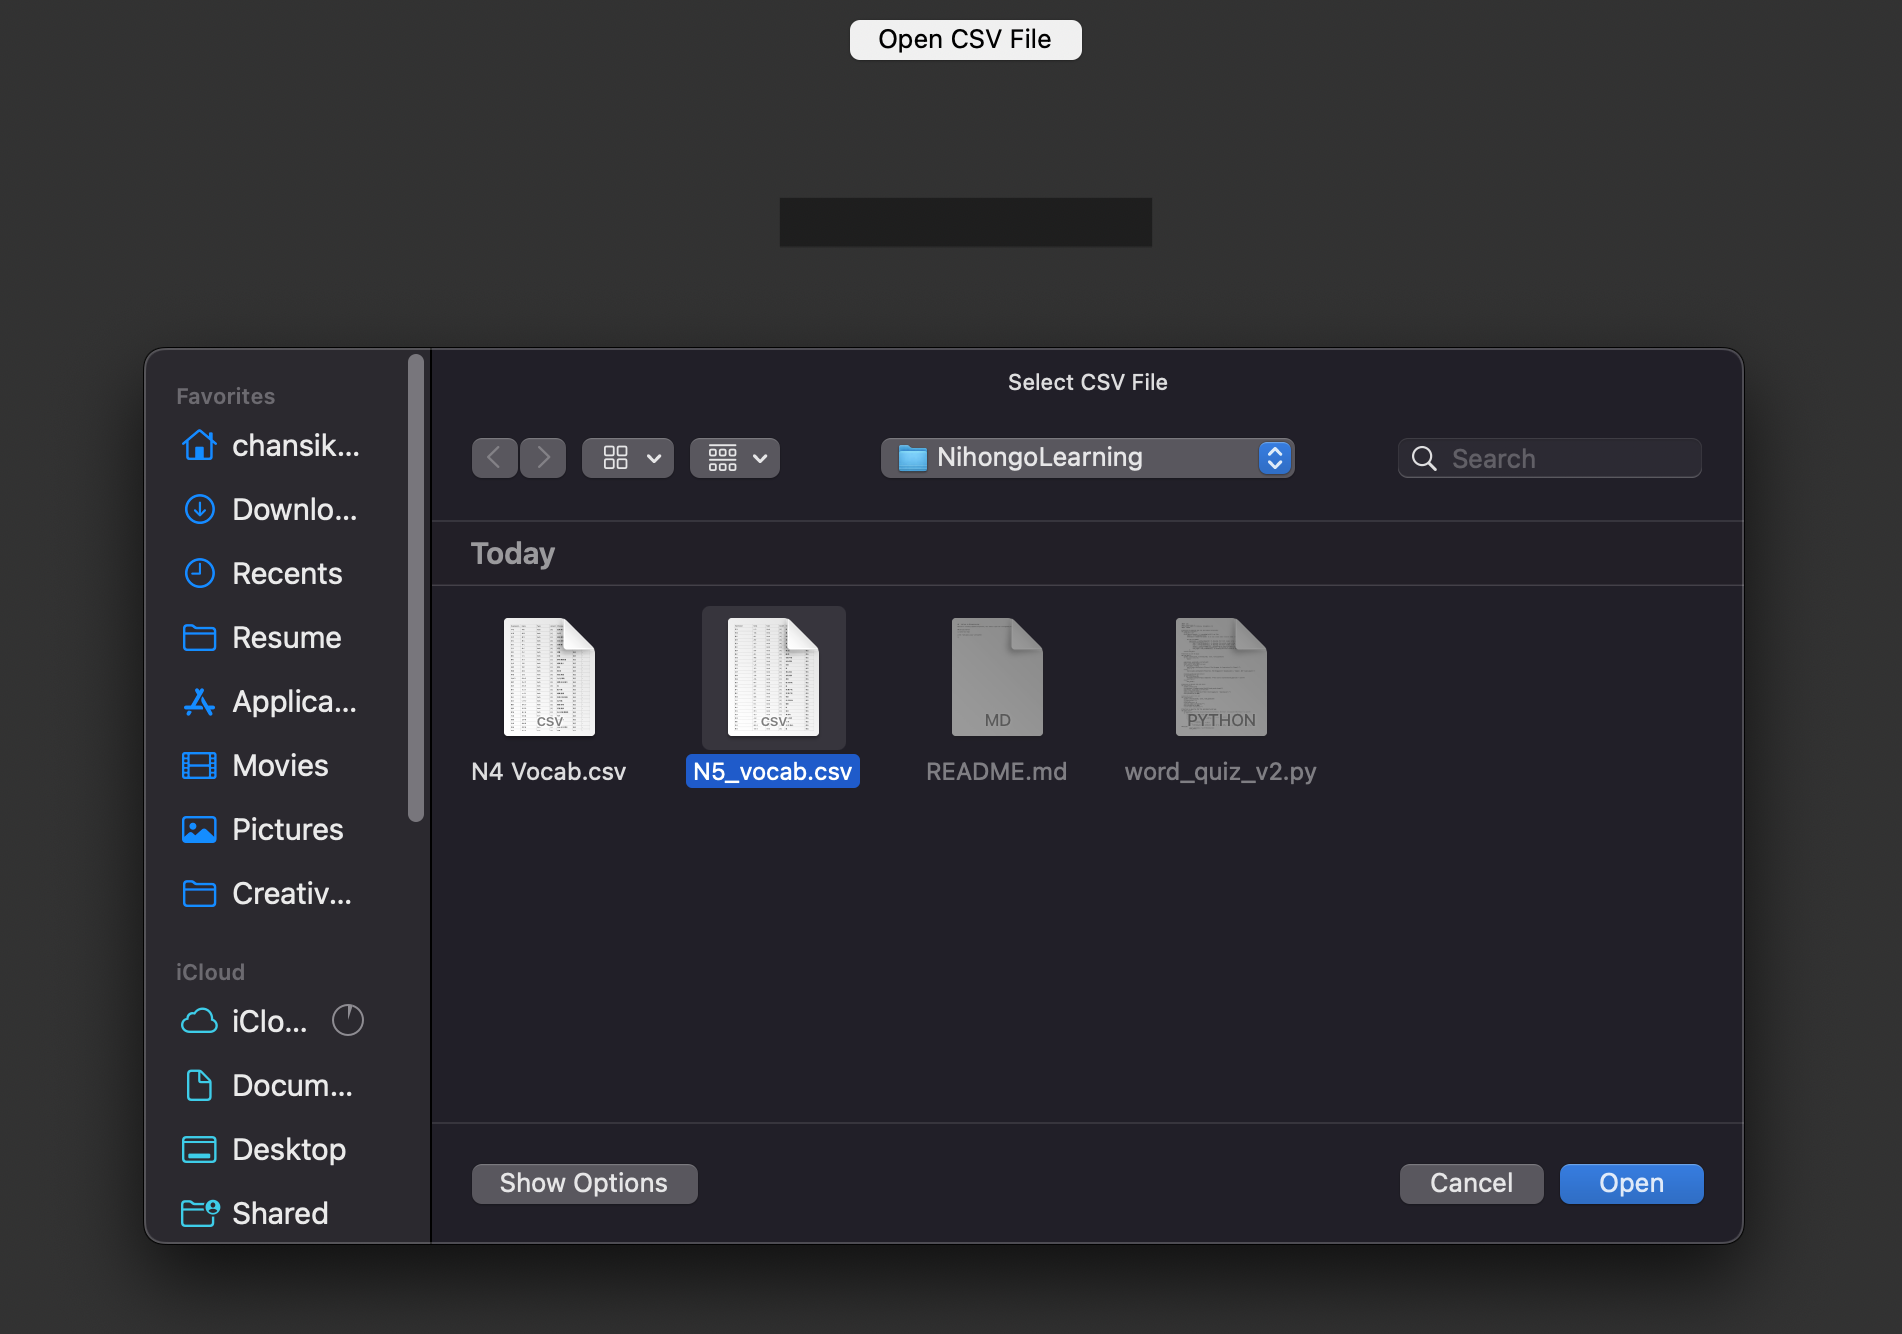 Open CSV File
Select CSV File
Favorites
chansik...
Downlo...
Recents
Resume
Applica...
Movies
Pictures
Creativ...
iCloud
iClo...
Docum...
Desktop
Shared
NihongoLearning
Search
Today
CSV
CSV
MD
PYTHON
N4 Vocab.csv
N5_vocab.csv
README.md
word_quiz_v2.py
Show Options
Cancel
Open